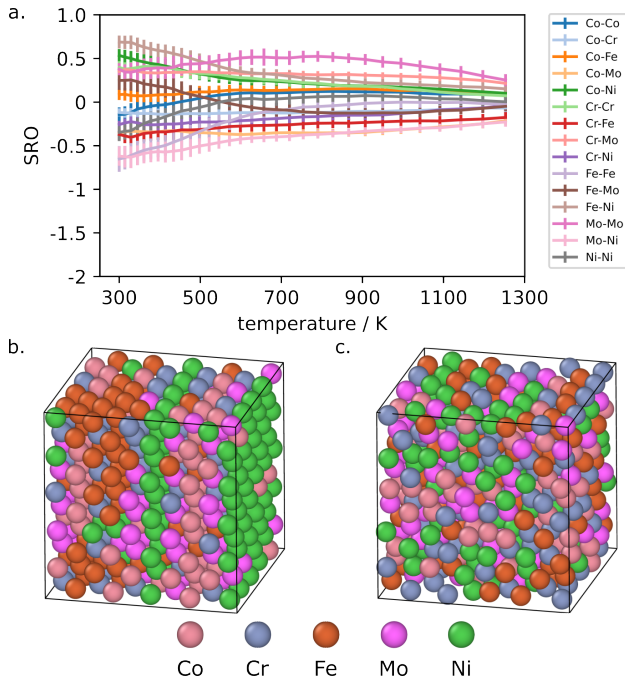 a.
1.0
0.5
0
-0.5
-1
-1.5
-2
SRO
300
500
700
900
1100
1300
temperature / K
Co-Co
Co-Cr
Co-Fe
Co-Mo
Co-Ni
Cr-Cr
Cr-Fe
Cr-Mo
Cr-Ni
Fe-Fe
Fe-Mo
Fe-Ni
Mo-Mo
Mo-Ni
Ni-Ni
b.
c.
Co
Cr
Fe
Mo
Ni